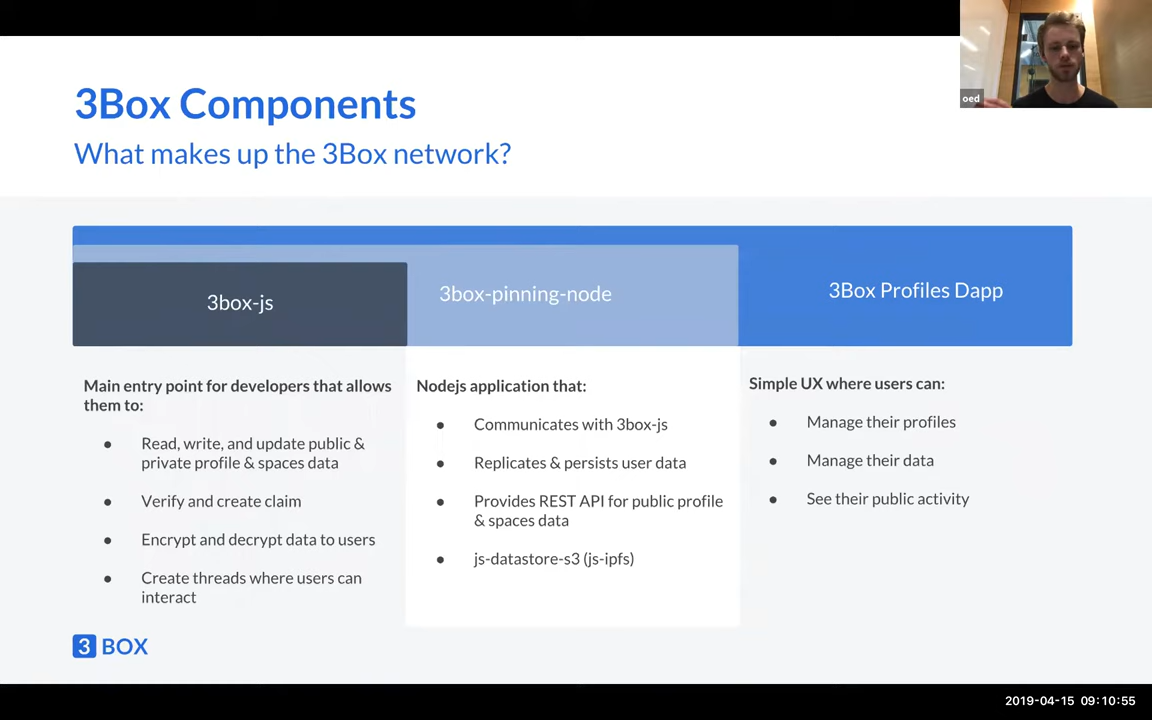 3Box Components
What makes up the 3Box network?
oed
3box-js
3box-pinning-node
3Box Profiles Dapp
Main entry point for developers that allows
them to:
● Read, write, and update public &
private profile & spaces data
● Verify and create claim
● Encrypt and decrypt data to users
● Create threads where users can
interact
Nodejs application that:
● Communicates with 3box-js
● Replicates & persists user data
● Provides REST API for public profile
& spaces data
● js-datastore-s3 (js-ipfs)
Simple UX where users can:
● Manage their profiles
● Manage their data
● See their public activity
3 BOX
2019-04-15 09:10:55